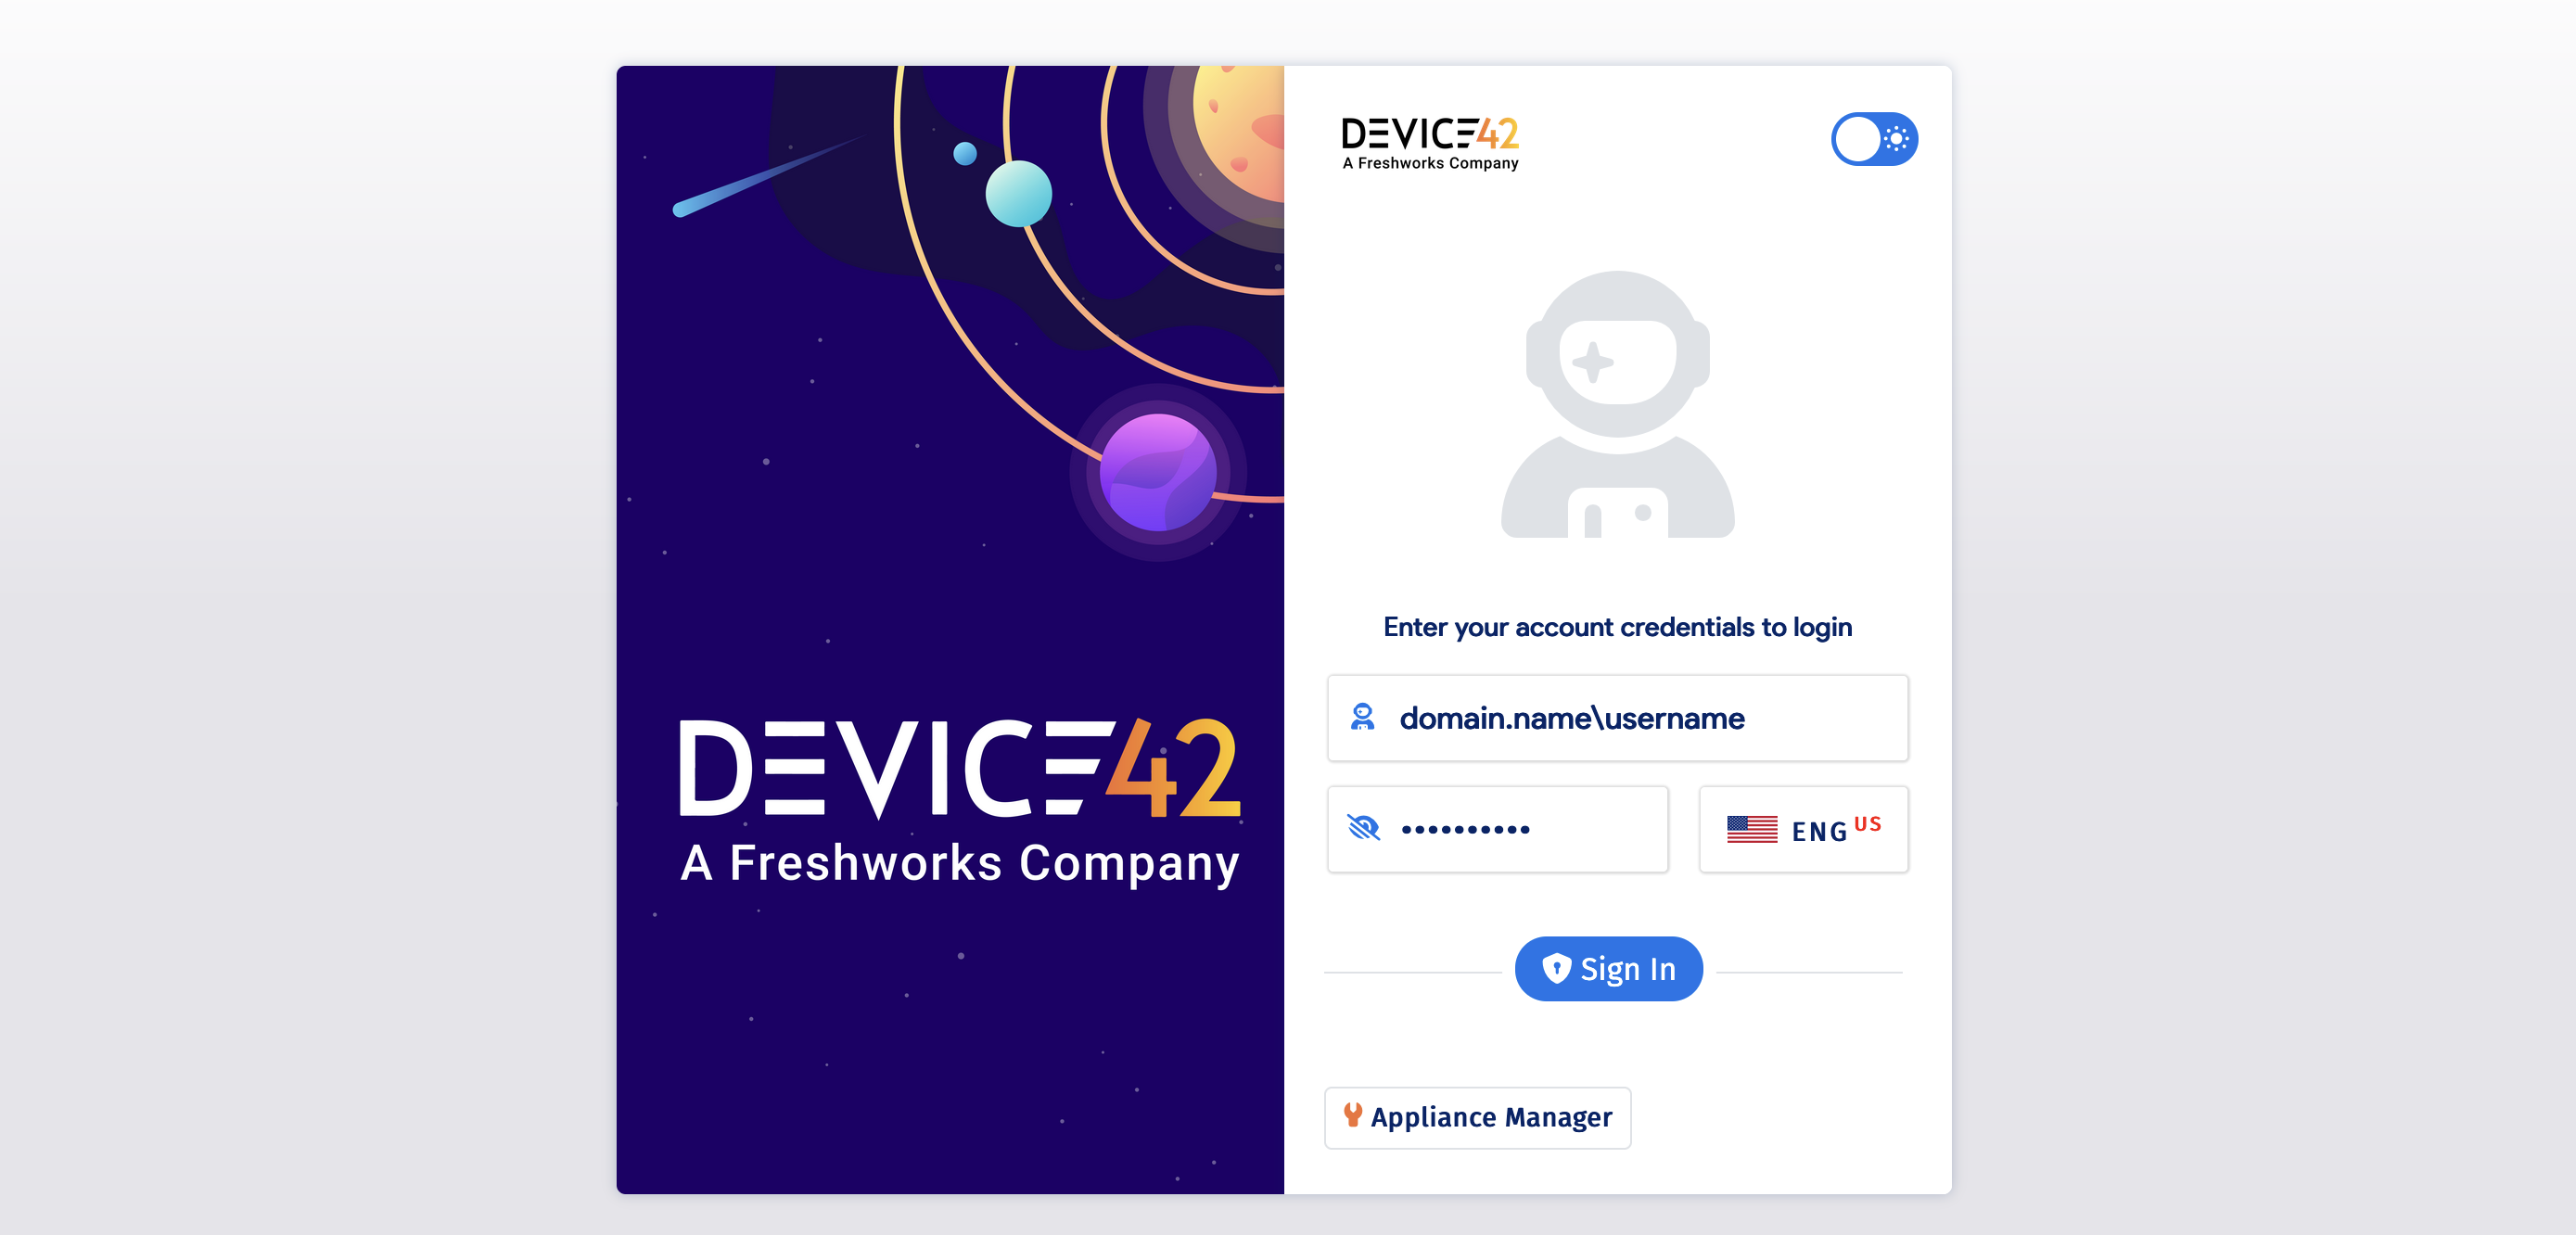 DEVICE42
A Freshworks Company
DEVICE42
A Freshworks Company
Enter your account credentials to login
domain.name\username
••••••••••
ENG US
Sign In
Appliance Manager